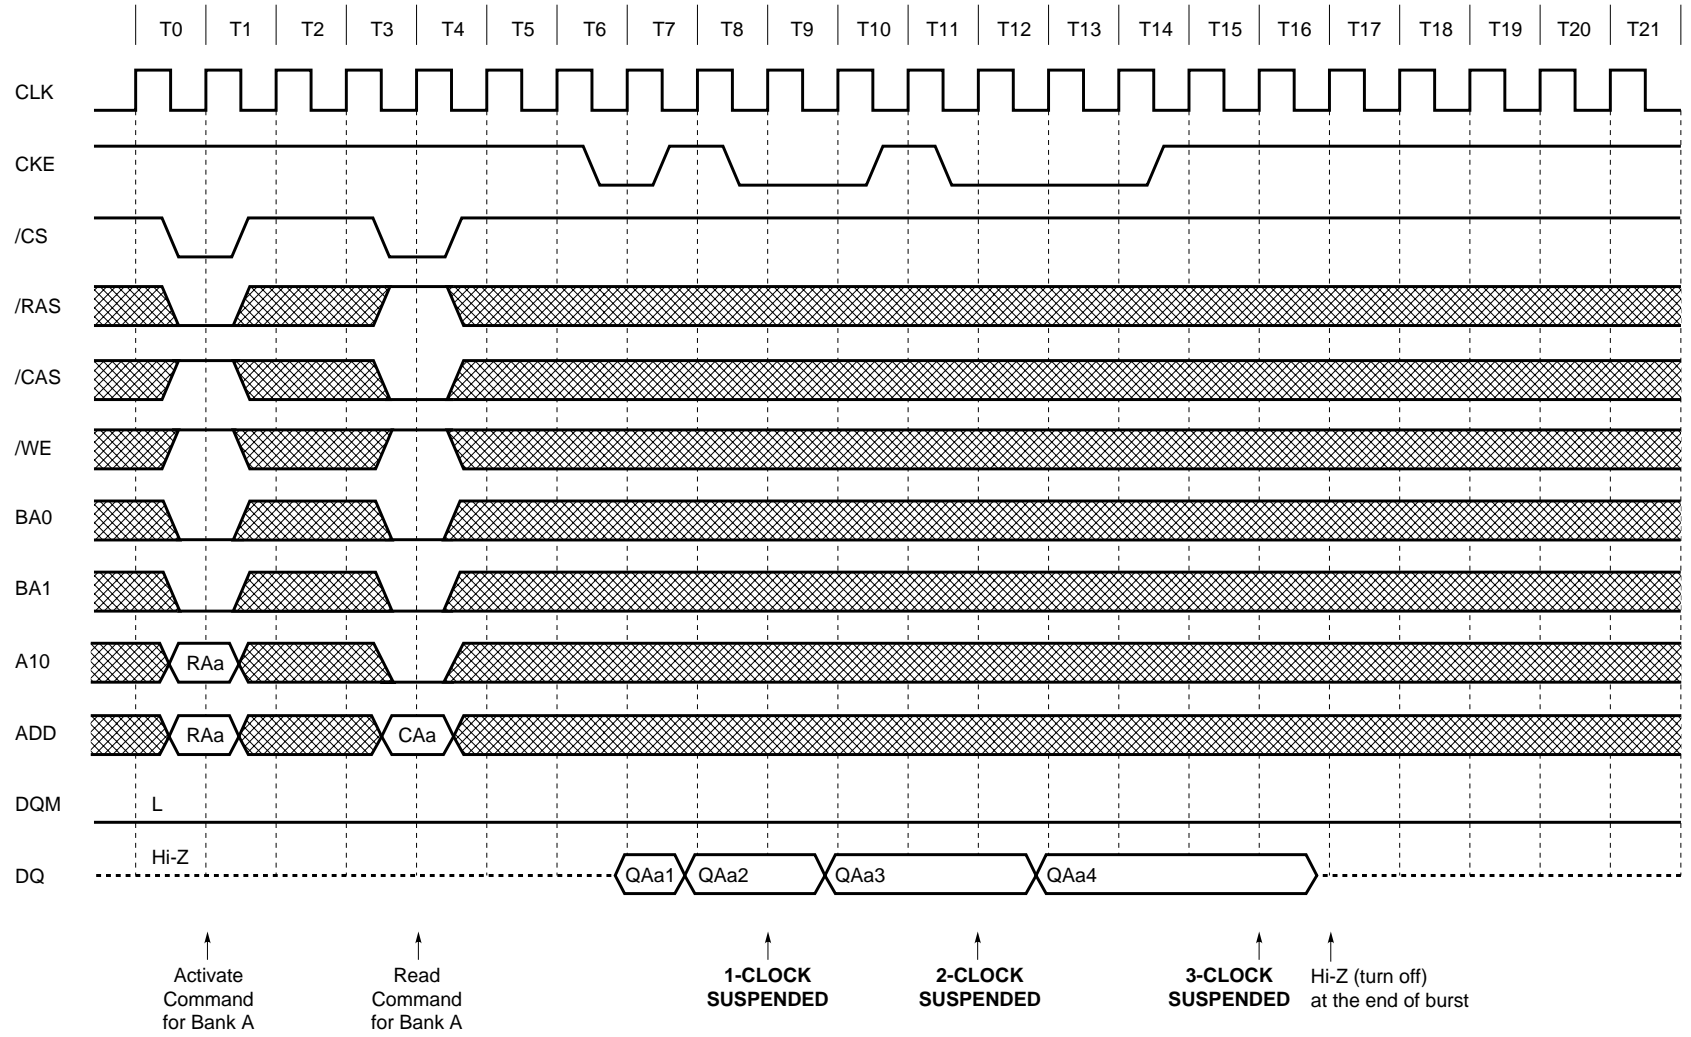 T0 T1 T2 T3 T4 T5 T6 T7 T8 T9 T10 T11 T12 T13 T14 T15 T16 T17 T18 T19 T20 T21
CLK
CKE
/CS
/RAS
/CAS
/WE
BA0
BA1
A10 RAa
ADD RAa CAa
DQM L
Hi-Z
DQ QAa1 QAa2 QAa3 QAa4
Activate
Command
for Bank A
Read
Command
for Bank A
1-CLOCK
SUSPENDED
2-CLOCK
SUSPENDED
3-CLOCK
SUSPENDED
Hi-Z (turn off)
at the end of burst